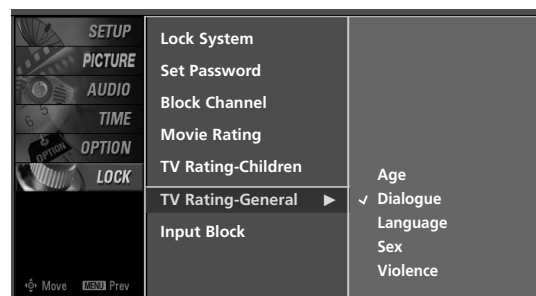 SETUP
PICTURE
AUDIO
TIME
OPTION
LOCK
Move MENU Prev
Lock System
Set Password
Block Channel
Movie Rating
TV Rating-Children
TV Rating-General ▶
Input Block
Age
✓ Dialogue
Language
Sex
Violence